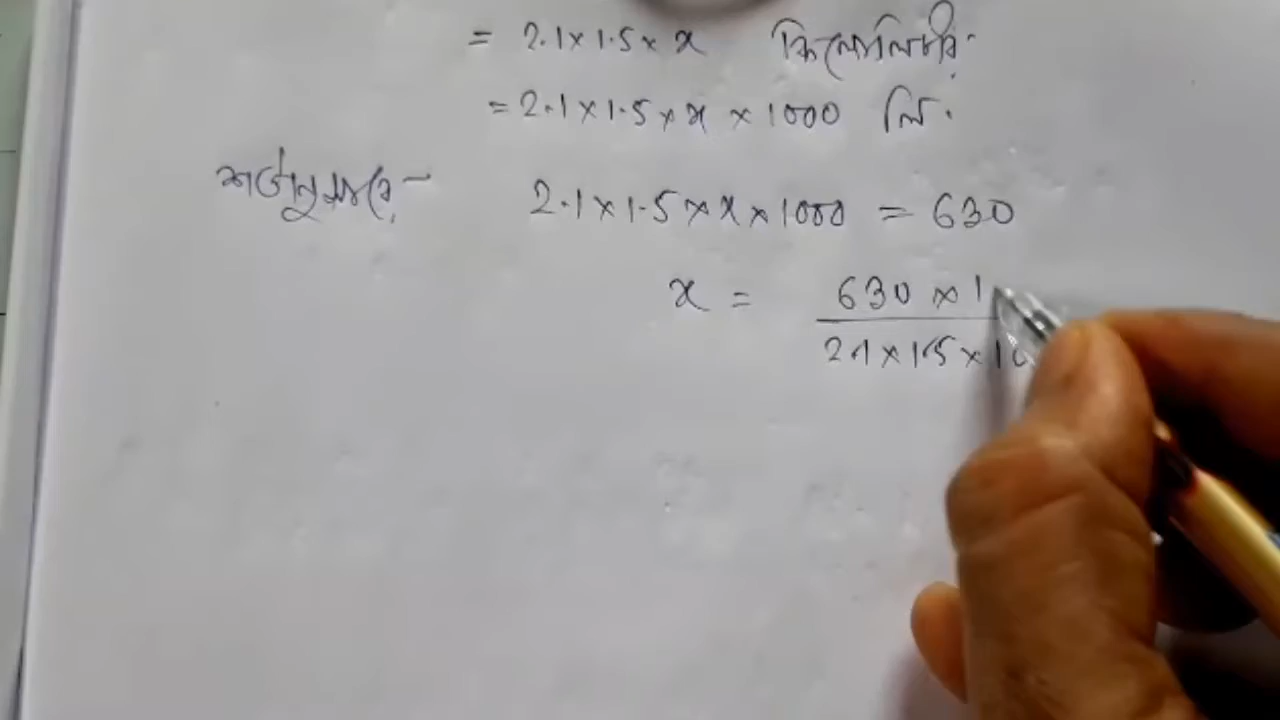 = 2.1 × 1.5 × x কিলোলিটার
= 2.1 × 1.5 × x × 1000 লি.
শর্তানুসারে- 2.1 × 1.5 × x × 1000 = 630
x = 630 × 1
2.1 × 1.5 × 10